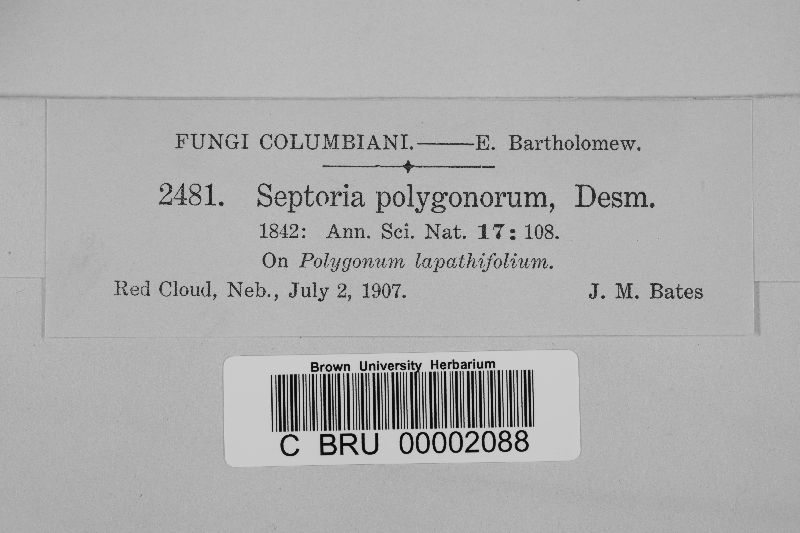 FUNGI COLUMBIANI.——E. Bartholomew.
2481. Septoria polygonorum, Desm.
1842: Ann. Sci. Nat. 17: 108.
On Polygonum lapathifolium.
Red Cloud, Neb., July 2, 1907. J. M. Bates
Brown University Herbarium
C BRU 00002088